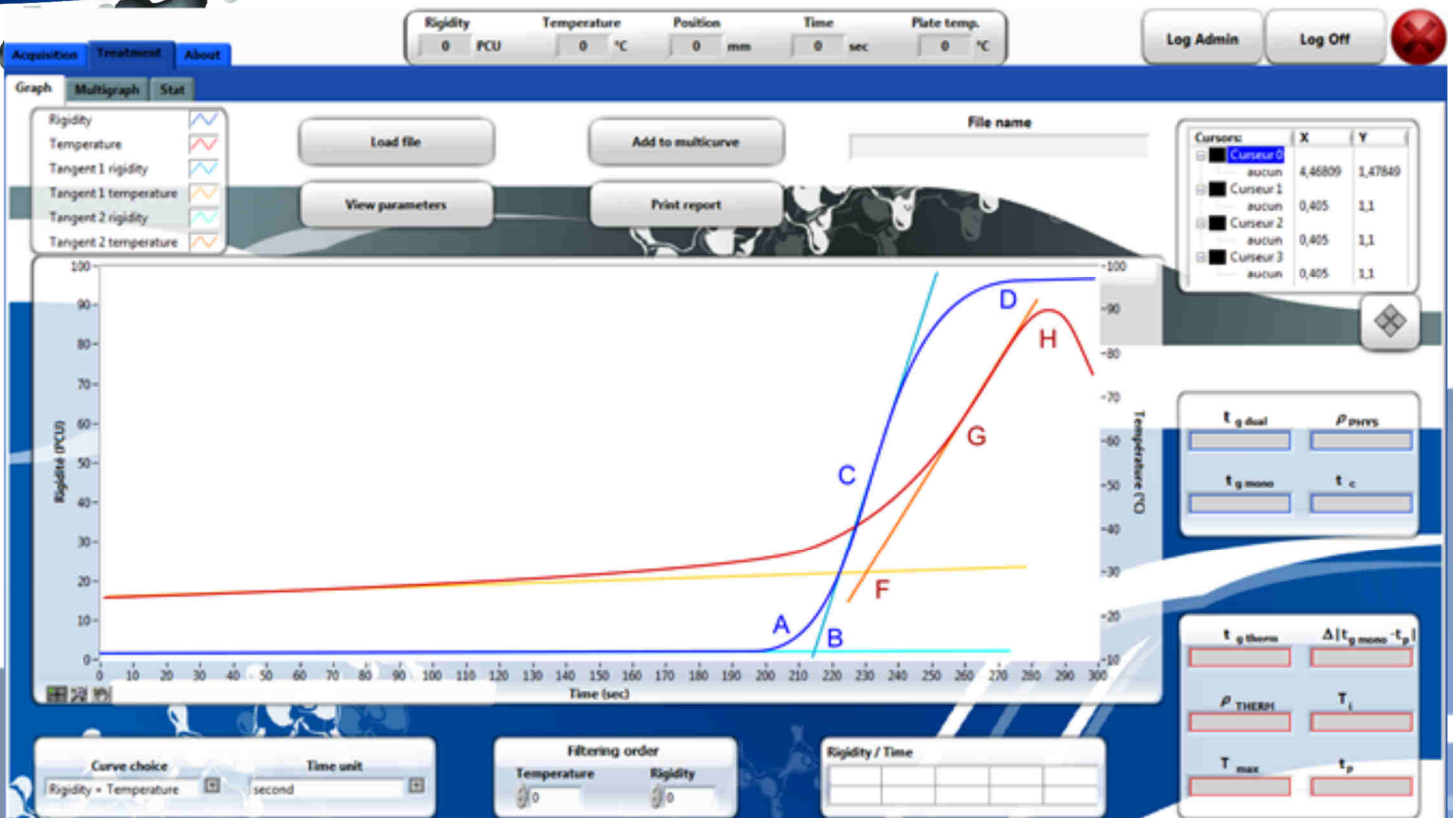 Rigidity Temperature Position Time Plate temp.
0 PCU 0 °C 0 mm 0 sec 0 °C
Log Admin Log Off
Acquisition Treatment About
Graph Multigraph Stat
Rigidity
Temperature
Tangent 1 rigidity
Tangent 1 temperature
Tangent 2 rigidity
Tangent 2 temperature
Load file
Add to multicurve
View parameters
Print report
File name
Cursors: X Y
Curseur 0
aucun 4,46809 1,47849
Curseur 1
aucun 0,405 1,1
Curseur 2
aucun 0,405 1,1
Curseur 3
aucun 0,405 1,1
Rigidité (PCU)
100
90
80
70
60
50
40
30
20
10
0
A
B
C
D
F
G
H
100
90
80
70
60
50
40
30
20
10
Température (°C)
0 10 20 30 40 50 60 70 80 90 100 110 120 130 140 150 160 170 180 190 200 210 220 230 240 250 260 270 280 290 300
Time (sec)
t g dual ρ PHYS
t g mono t c
t g therm Δ|t g mono -t p|
ρ THERM T i
T max t p
Curve choice Time unit
Rigidity + Temperature second
Filtering order
Temperature Rigidity
0 0
Rigidity / Time